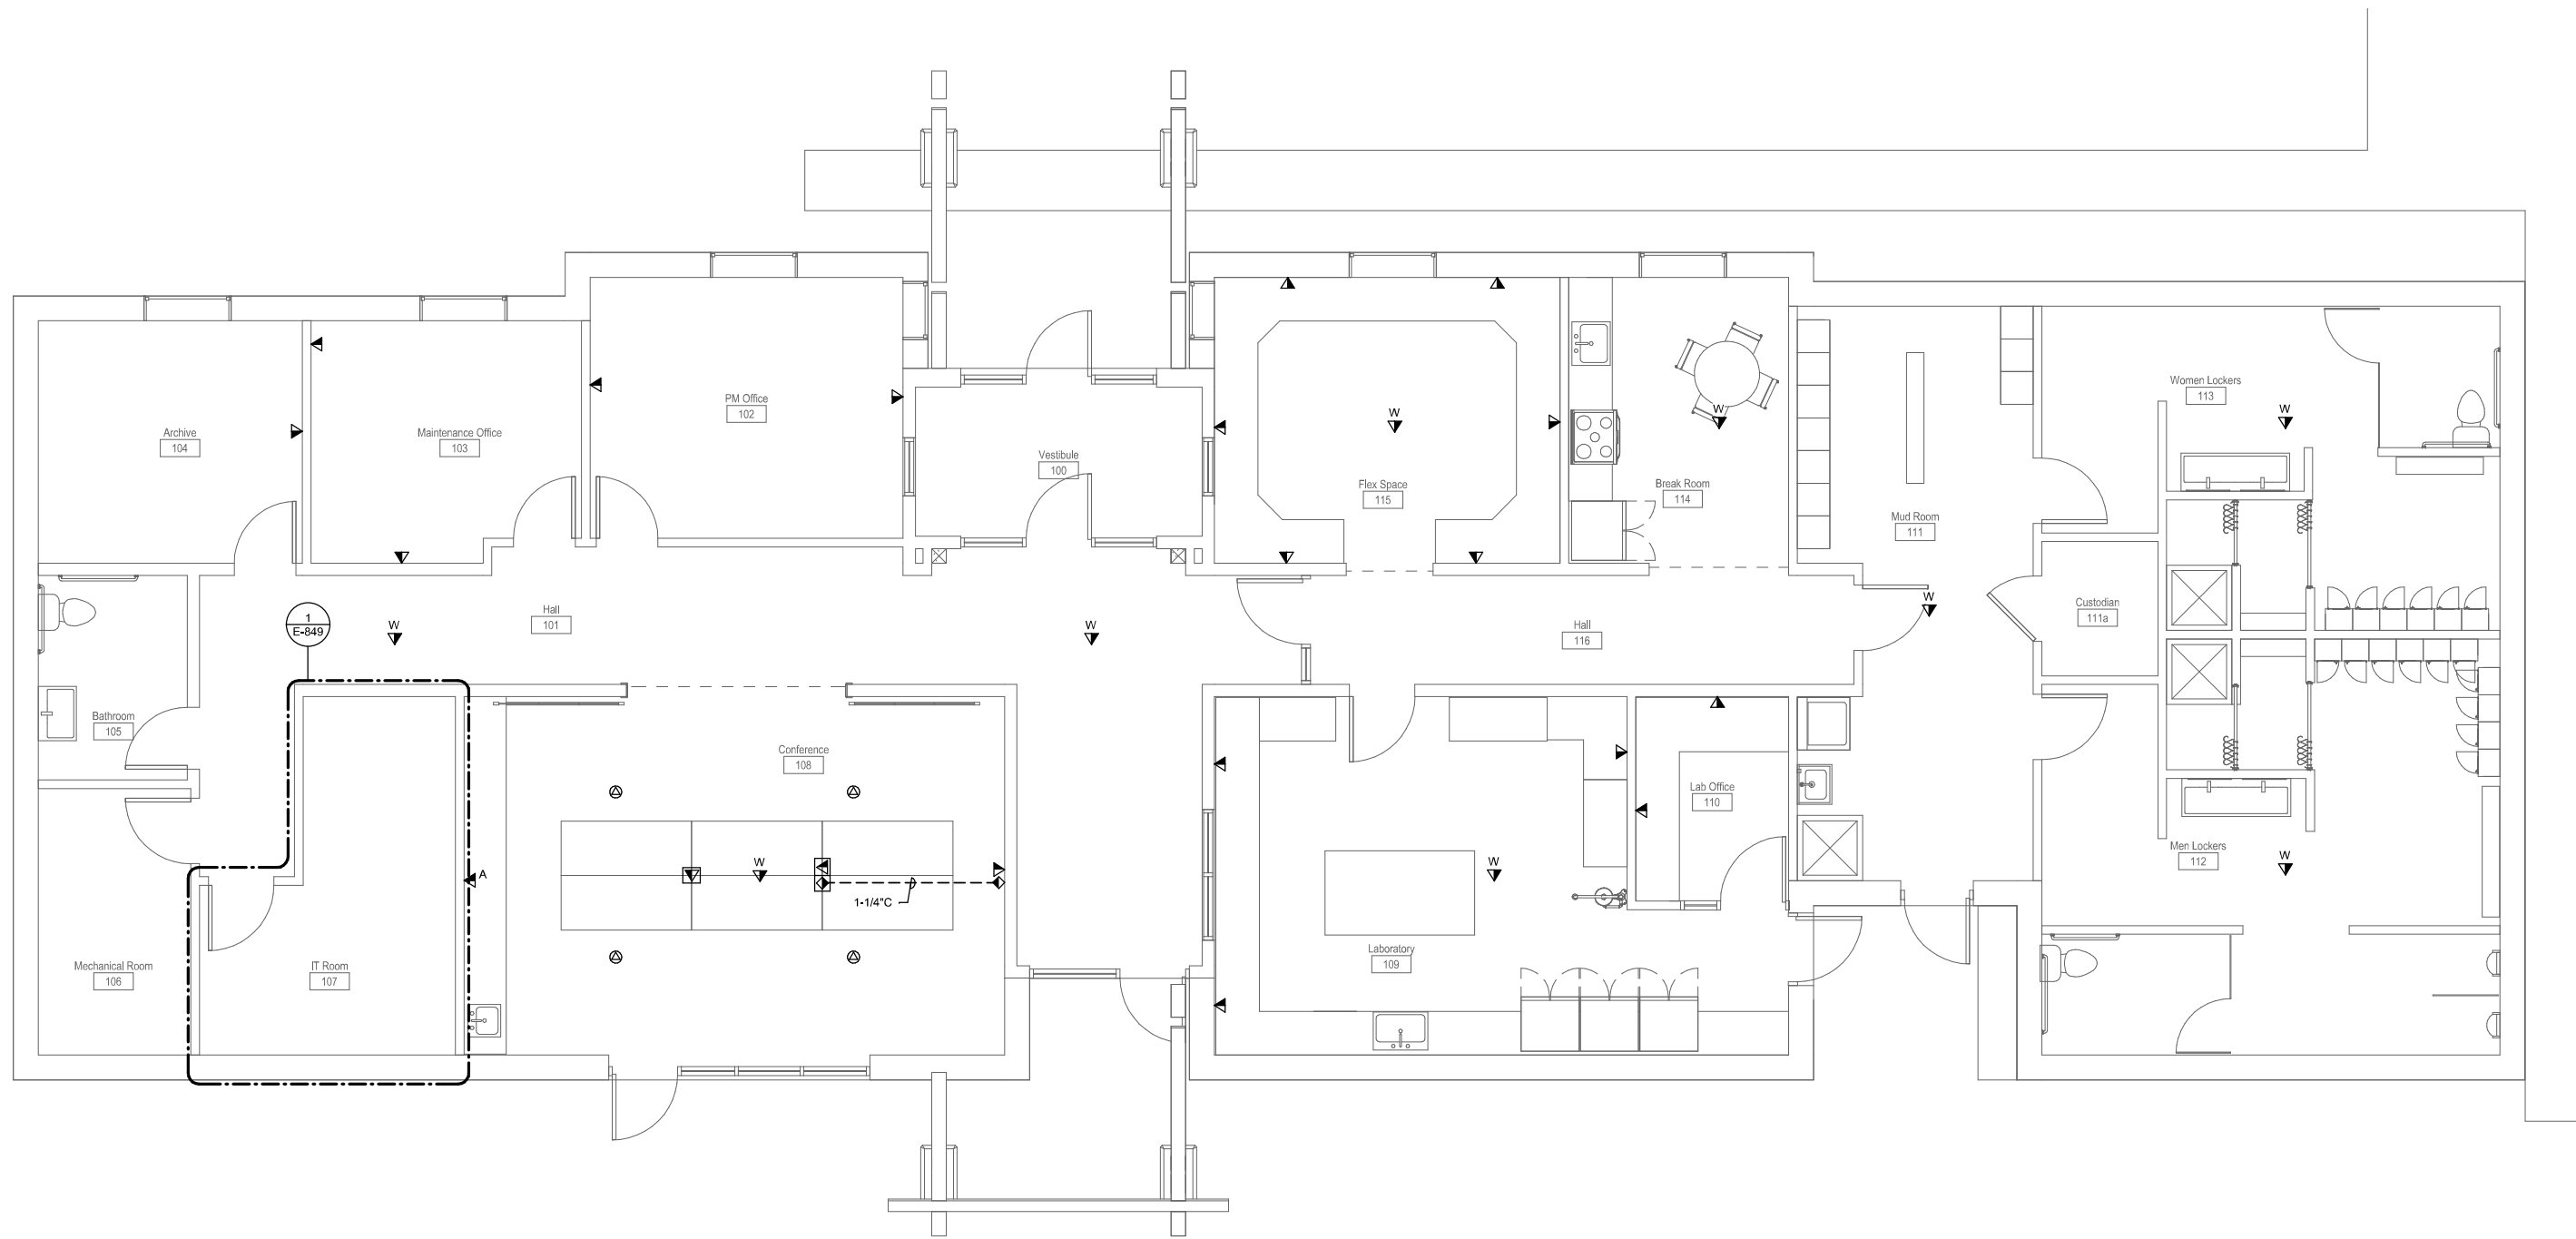 PM Office
102
Archive
104
Maintenance Office
103
Vestibule
100
W
Flex Space
115
W
Break Room
114
Mud Room
111
Women Lockers
113
W
1
E-849
W
Hall
101
W
Hall
116
W
Custodian
111a
Bathroom
105
Conference
108
Lab Office
110
A
W
1-1/4"C
W
Men Lockers
112
W
Mechanical Room
106
IT Room
107
Laboratory
109